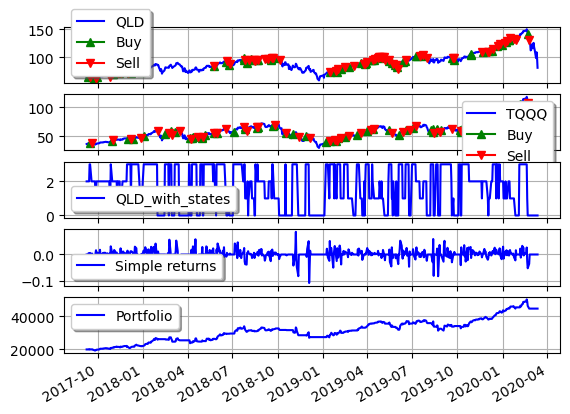 150
100
QLD
Buy
Sell
100
50
TQQQ
Buy
Sell
2
0
QLD_with_states
0.0
−0.1
Simple returns
40000
20000
Portfolio
2017-10
2018-01
2018-04
2018-07
2018-10
2019-01
2019-04
2019-07
2019-10
2020-01
2020-04